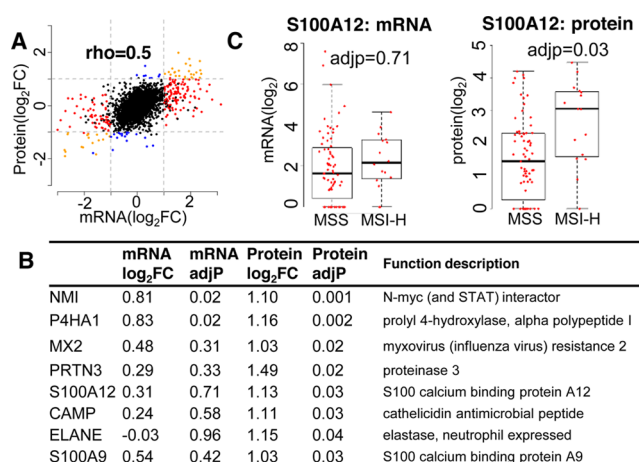 A
rho=0.5
Protein(log2FC)
2
0
-2
-2
0
2
mRNA(log2FC)
C
S100A12: mRNA
adjp=0.71
mRNA(log2)
8
6
4
2
0
MSS
MSI-H
S100A12: protein
adjp=0.03
protein(log2)
5
4
3
2
1
0
MSS
MSI-H
B
mRNA log2FC mRNA adjP Protein log2FC Protein adjP Function description
NMI 0.81 0.02 1.10 0.001 N-myc (and STAT) interactor
P4HA1 0.83 0.02 1.16 0.002 prolyl 4-hydroxylase, alpha polypeptide I
MX2 0.48 0.31 1.03 0.02 myxovirus (influenza virus) resistance 2
PRTN3 0.29 0.33 1.49 0.02 proteinase 3
S100A12 0.31 0.71 1.13 0.03 S100 calcium binding protein A12
CAMP 0.24 0.58 1.11 0.03 cathelicidin antimicrobial peptide
ELANE -0.03 0.96 1.15 0.04 elastase, neutrophil expressed
S100A9 0.54 0.42 1.03 0.03 S100 calcium binding protein A9